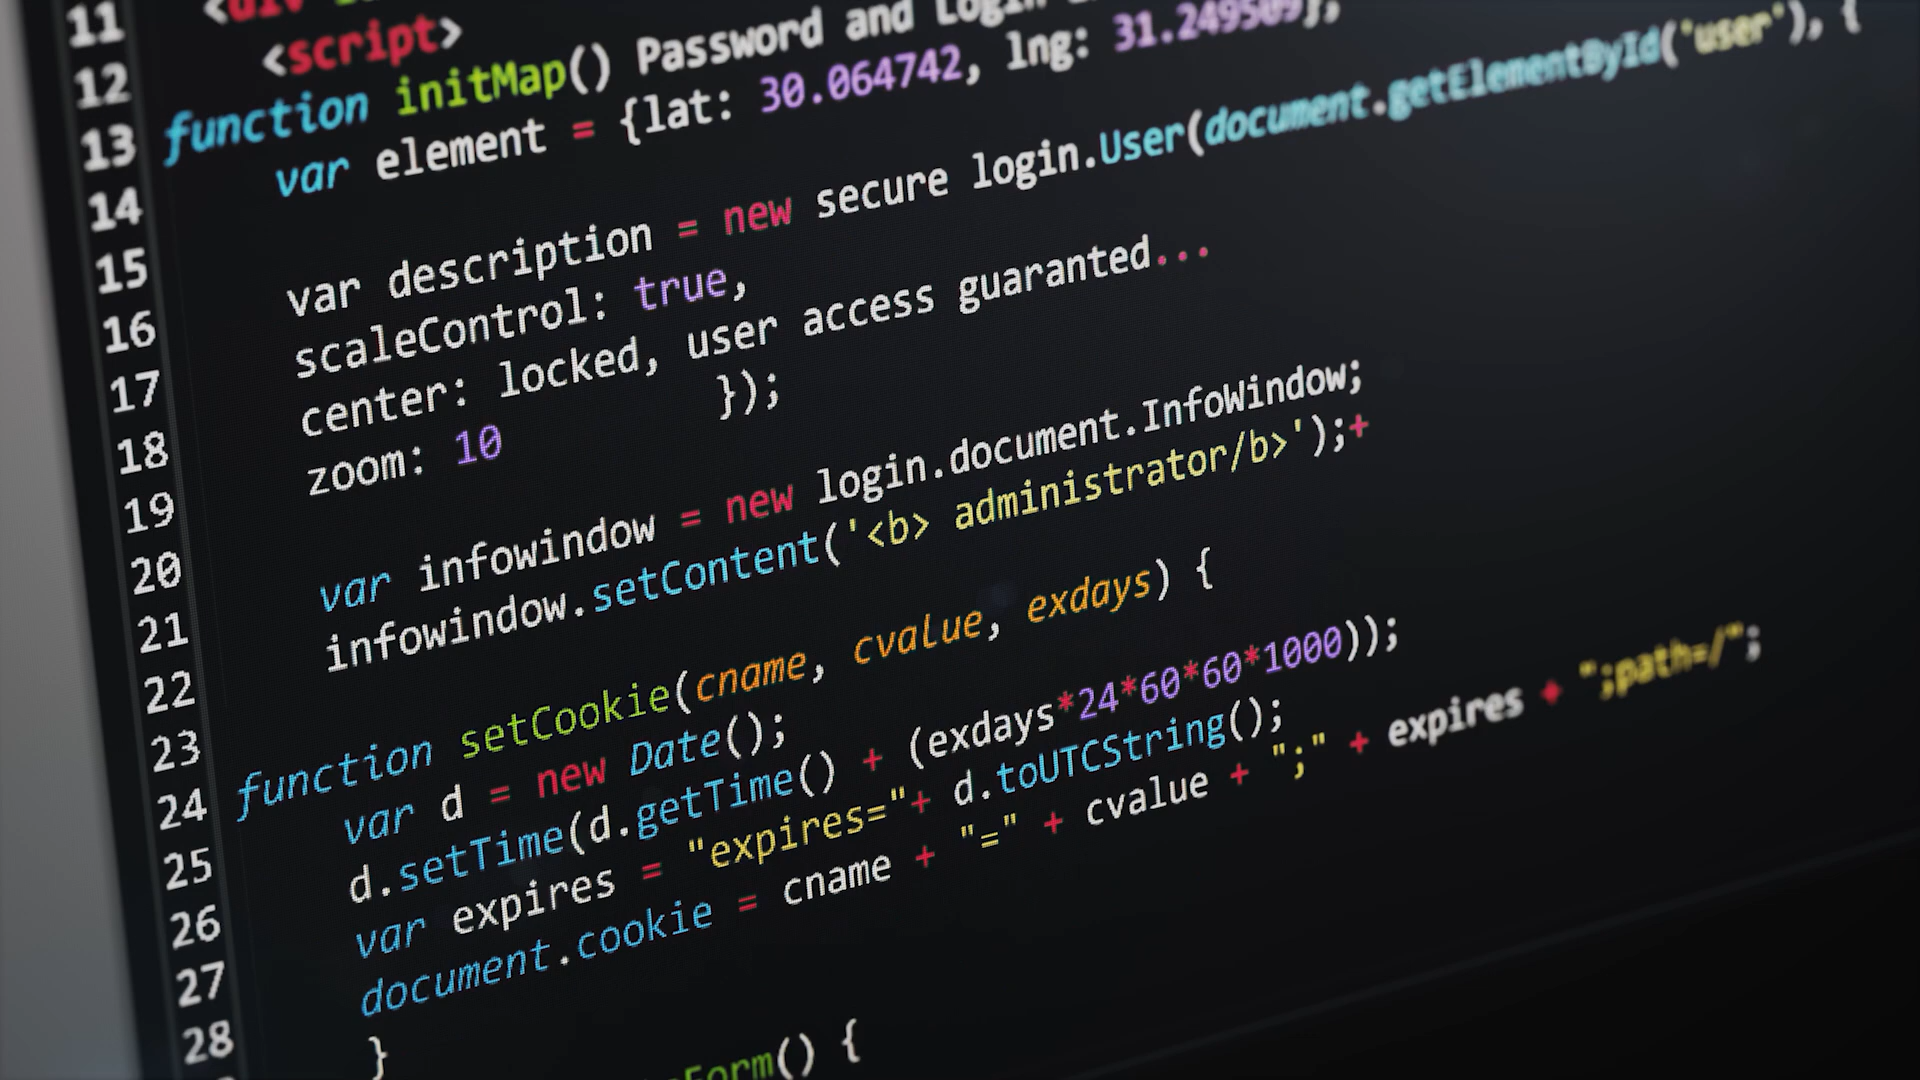 11 <div
12 <script>
13 function initMap() Password and Login
14 var element = {lat: 30.064742, lng: 31.249509};
15
16 var description = new secure login.User(document.getElementById('user'), {
17 scaleControl: true,
18 center: locked, user access guaranted...
19 zoom: 10 });
20
21 var infowindow = new login.document.InfoWindow;
22 infowindow.setContent('<b> administrator/b>');+
23
24 function setCookie(cname, cvalue, exdays) {
25 var d = new Date();
26 d.setTime(d.getTime() + (exdays*24*60*60*1000));
27 var expires = "expires="+ d.toUTCString();
28 document.cookie = cname + "=" + cvalue + ";" + expires + ";path=/";
}
Form() {